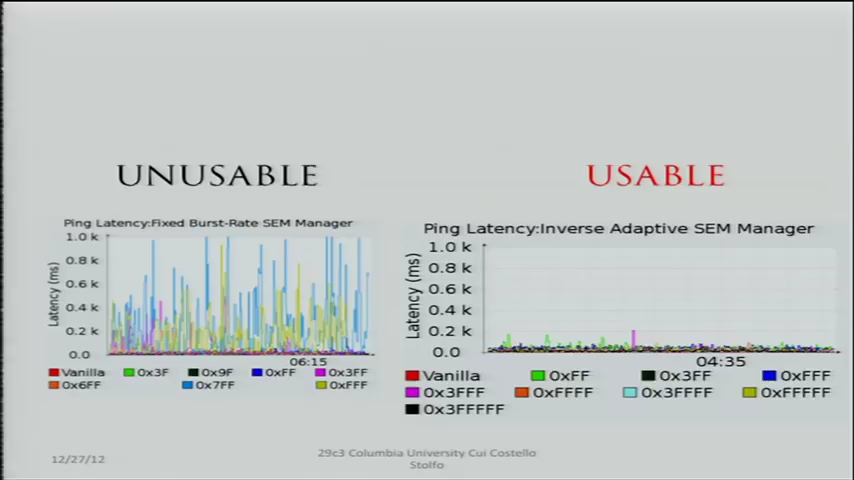 UNUSABLE
USABLE
Ping Latency:Fixed Burst-Rate SEM Manager
1.0 k
0.8 k
0.6 k
0.4 k
0.2 k
0.0
Latency (ms)
06:15
Vanilla 0x3F 0x9F 0xFF 0x3FF
0x6FF 0x7FF 0xFFF
Ping Latency:Inverse Adaptive SEM Manager
1.0 k
0.8 k
0.6 k
0.4 k
0.2 k
0.0
Latency (ms)
04:35
Vanilla 0xFF 0x3FF 0xFFF
0x3FFF 0xFFFF 0x3FFFF 0xFFFFF
0x3FFFFF
12/27/12
29c3 Columbia University Cui Costello
Stolfo